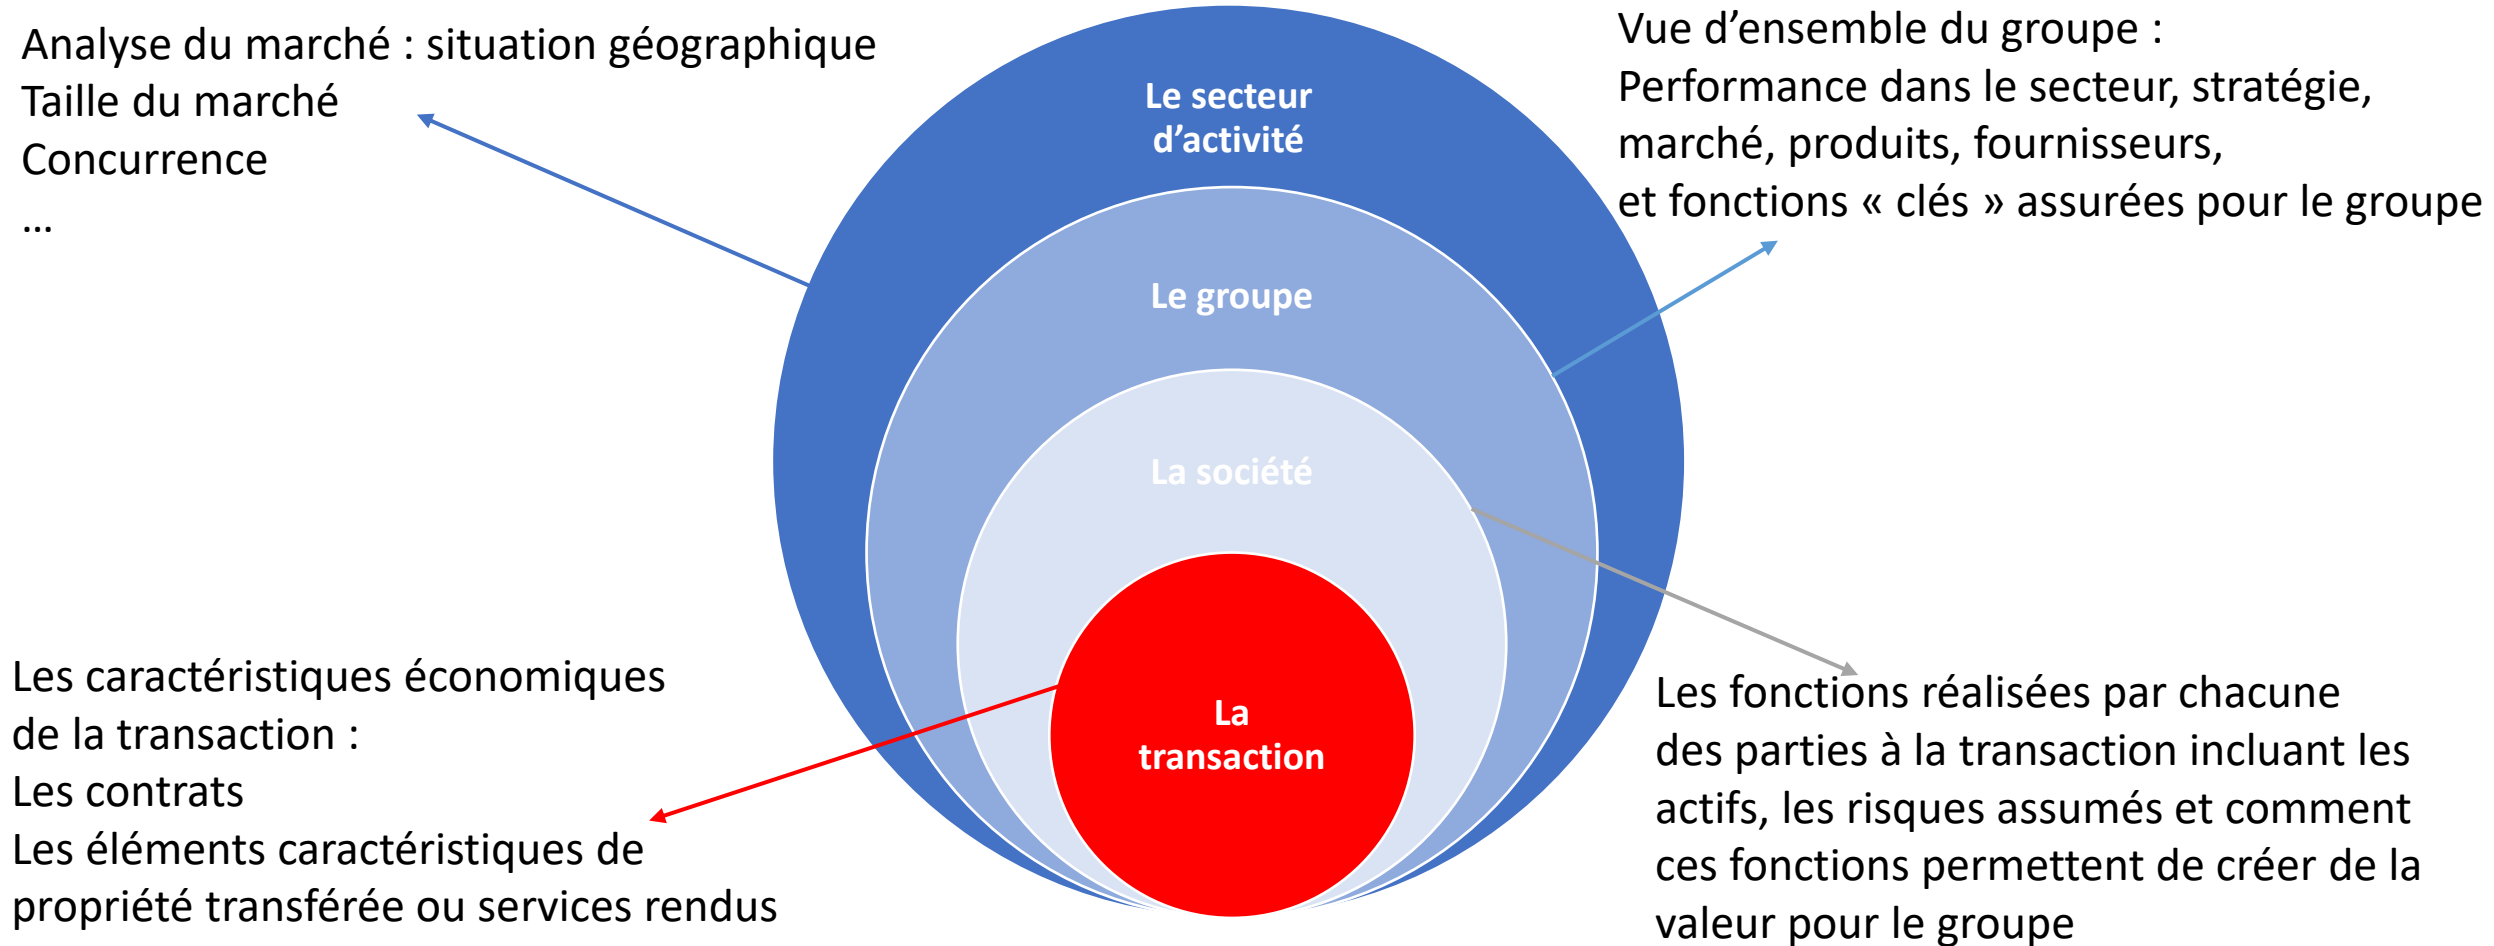 Analyse du marché : situation géographique
Taille du marché
Concurrence
...
Vue d’ensemble du groupe :
Performance dans le secteur, stratégie,
marché, produits, fournisseurs,
et fonctions « clés » assurées pour le groupe
Le secteur
d’activité
Le groupe
La société
La
transaction
Les caractéristiques économiques
de la transaction :
Les contrats
Les éléments caractéristiques de
propriété transférée ou services rendus
Les fonctions réalisées par chacune
des parties à la transaction incluant les
actifs, les risques assumés et comment
ces fonctions permettent de créer de la
valeur pour le groupe